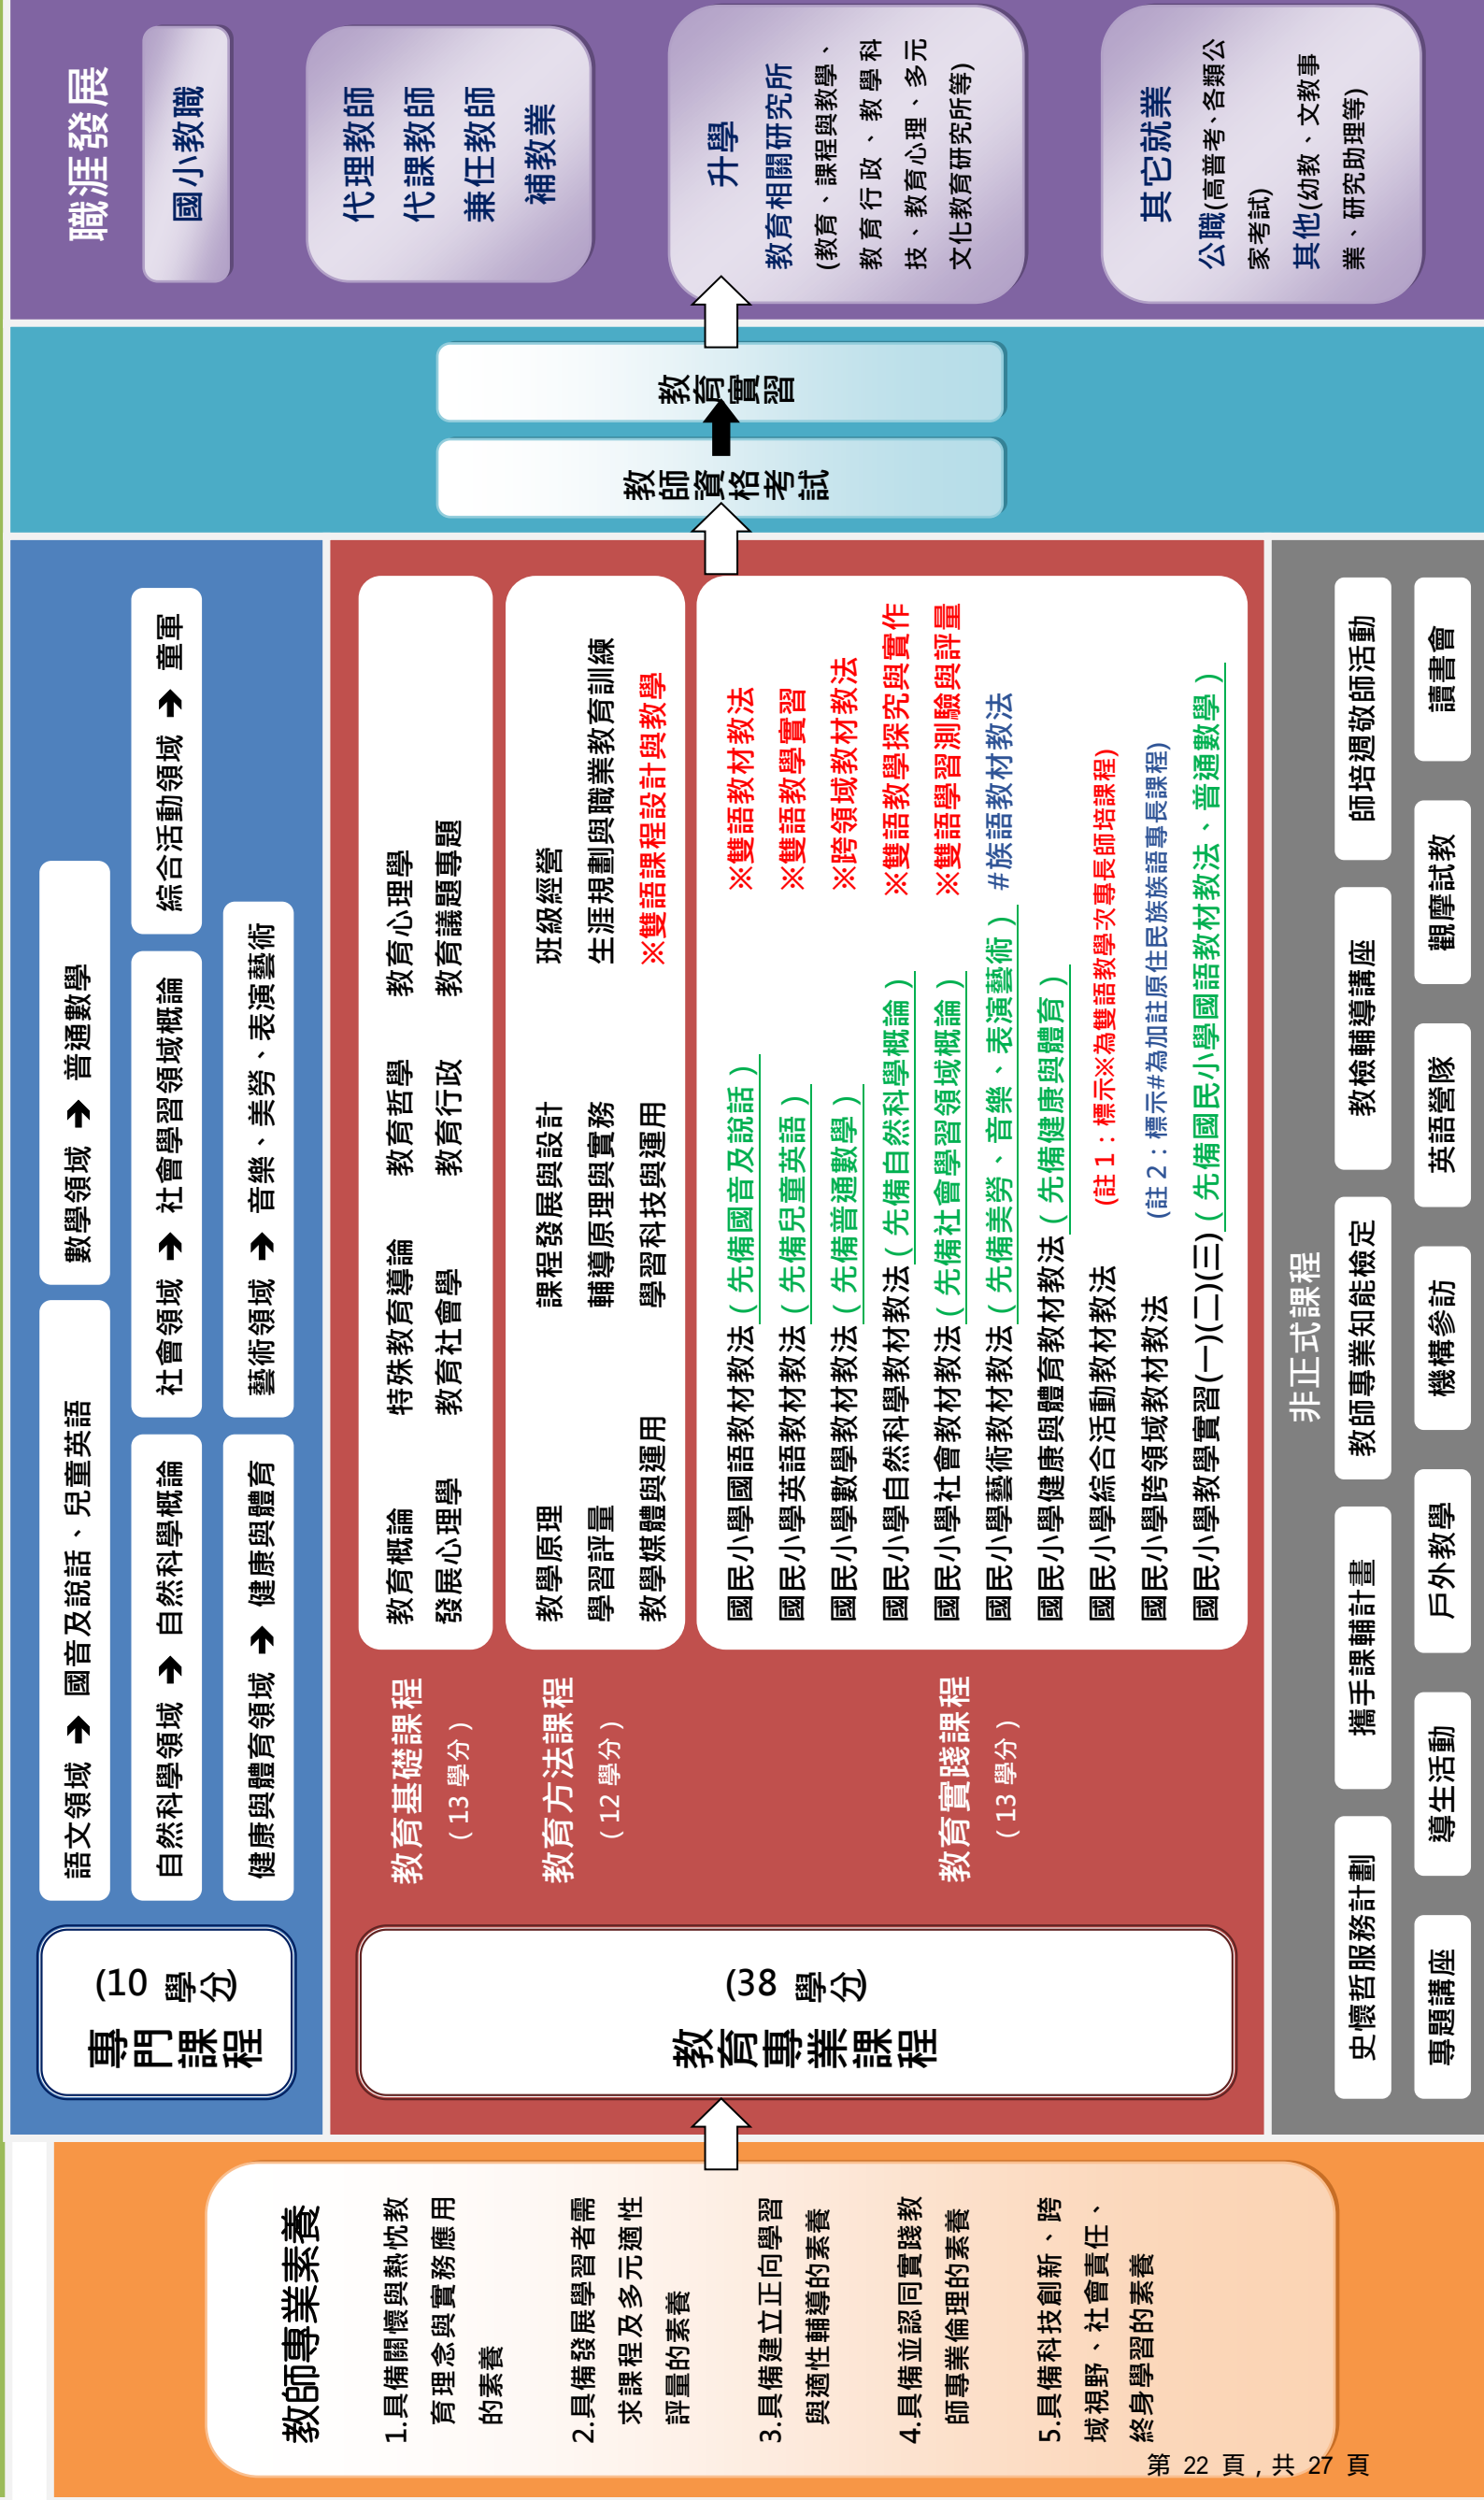 教師專業素養
1.具備關懷與熱忱教
育理念與實務應用
的素養
2.具備發展學習者需
求課程及多元適性
評量的素養
3.具備建立正向學習
與適性輔導的素養
4.具備並認同實踐教
師專業倫理的素養
5.具備科技創新、跨
域視野、社會責任、
終身學習的素養
專門課程
(10 學分)
語文領域 ➔ 國音及說話、兒童英語
數學領域 ➔ 普通數學
自然科學領域 ➔ 自然科學概論
社會領域 ➔ 社會學習領域概論
綜合活動領域 ➔ 童軍
健康與體育領域 ➔ 健康與體育
藝術領域 ➔ 音樂、美勞、表演藝術
教育專業課程
(38 學分)
教育基礎課程
(13 學分)
教育概論 特殊教育導論 教育哲學 教育心理學
發展心理學 教育社會學 教育行政 教育議題專題
教育方法課程
(12 學分)
教學原理 課程發展與設計 班級經營
學習評量 輔導原理與實務 生涯規劃與職業教育訓練
教學媒體與運用 學習科技與運用 ※雙語課程設計與教學
教育實踐課程
(13 學分)
國民小學國語教材教法(先備國音及說話) ※雙語教材教法
國民小學英語教材教法(先備兒童英語) ※雙語教學實習
國民小學數學教材教法(先備普通數學) ※跨領域教材教法
國民小學自然科學教材教法(先備自然科學概論) ※雙語教學探究與實作
國民小學社會教材教法(先備社會學習領域概論) ※雙語學習測驗與評量
國民小學藝術教材教法(先備美勞、音樂、表演藝術) #族語教材教法
國民小學健康與體育教材教法(先備健康與體育)
國民小學綜合活動教材教法 (註 1：標示※為雙語教學次專長師培課程)
國民小學跨領域教材教法 (註 2：標示#為加註原住民族族語專長課程)
國民小學教學實習(一)(二)(三)(先備國民小學國語教材教法、普通數學)
非正式課程
史懷哲服務計劃 攜手課輔計畫 教師專業知能檢定 教檢輔導講座 師培週敬師活動
專題講座 導生活動 戶外教學 機構參訪 英語營隊 觀摩試教 讀書會
教師資格考試
教育實習
職涯發展
國小教職
代理教師
代課教師
兼任教師
補教業
升學
教育相關研究所
(教育、課程與教學、
教育行政、教學科
技、教育心理、多元
文化教育研究所等)
其它就業
公職(高普考、各類公
家考試)
其他(幼教、文教事
業、研究助理等)
第 22 頁，共 27 頁